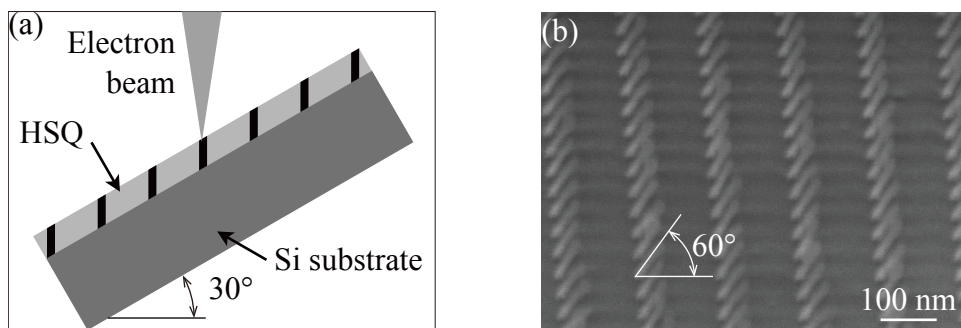 (a)
Electron
beam
HSQ
Si substrate
30°
(b)
60°
100 nm